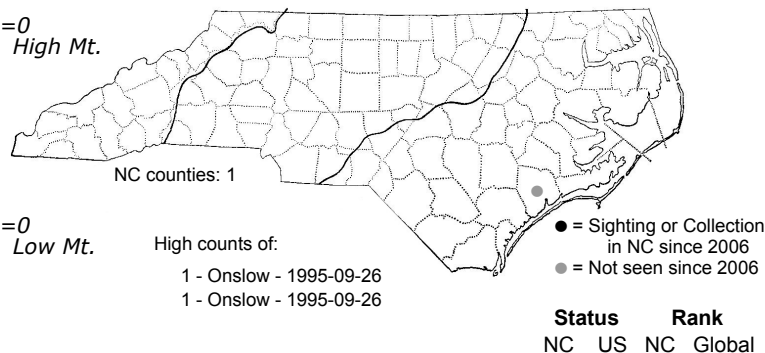 =0
High Mt.
NC counties: 1
=0
Low Mt.
High counts of:
1 - Onslow - 1995-09-26
1 - Onslow - 1995-09-26
● = Sighting or Collection
in NC since 2006
● = Not seen since 2006
Status Rank
NC US NC Global